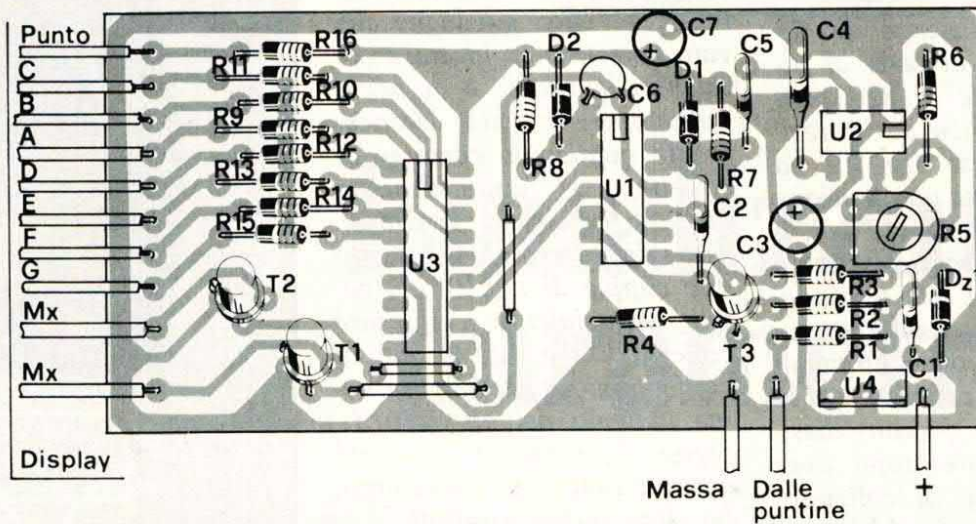 Punto
C
B
A
D
E
F
G
Mx
Mx
Display
R16
R11
R10
R9
R12
R13
R14
R15
T2
T1
U3
D2
R8
C6
C7
D1
C5
C4
R6
U1
R7
U2
C2
C3
R5
R4
T3
R3
R2
R1
C1
Dz
U4
Massa
Dalle
puntine
+
+
+